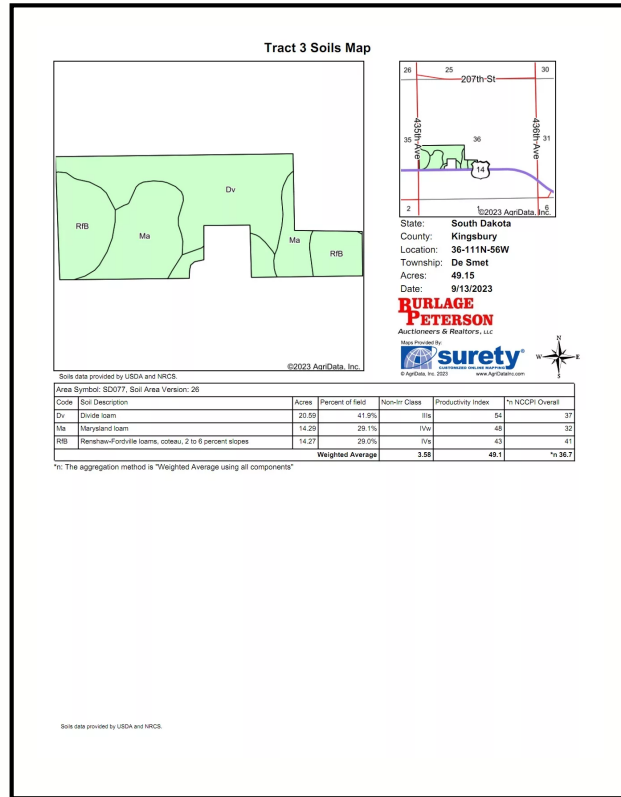 Tract 3 Soils Map
RfB
Ma
Dv
Ma
RfB
©2023 AgriData, Inc.
Soils data provided by USDA and NRCS.
26
25
30
207th St
435th Ave
436th Ave
35
36
31
14
2
1
6
©2023 AgriData, Inc.
State: South Dakota
County: Kingsbury
Location: 36-111N-56W
Township: De Smet
Acres: 49.15
Date: 9/13/2023
BURLAGE
PETERSON
Auctioneers & Realtors, LLC
Maps Provided By:
surety®
CUSTOMIZED ONLINE MAPPING
© AgriData, Inc. 2023 www.AgriDataInc.com
N
W E
S
Area Symbol: SD077, Soil Area Version: 26
Code Soil Description Acres Percent of field Non-Irr Class Productivity Index *n NCCPI Overall
Dv Divide loam 20.59 41.9% IIIs 54 37
Ma Marysland loam 14.29 29.1% IVw 48 32
RfB Renshaw-Fordville loams, coteau, 2 to 6 percent slopes 14.27 29.0% IVs 43 41
Weighted Average 3.58 49.1 *n 36.7
*n: The aggregation method is "Weighted Average using all components"
Soils data provided by USDA and NRCS.